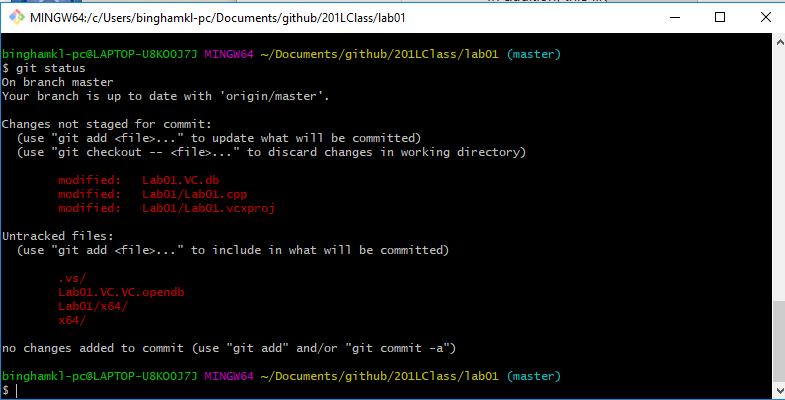 MINGW64:/c/Users/binghamkl-pc/Documents/github/201LClass/lab01
binghamkl-pc@LAPTOP-U8KOOJ7J MINGW64 ~/Documents/github/201LClass/lab01 (master)
$ git status
On branch master
Your branch is up to date with 'origin/master'.
Changes not staged for commit:
  (use "git add <file>..." to update what will be committed)
  (use "git checkout -- <file>..." to discard changes in working directory)
        modified:   Lab01.VC.db
        modified:   Lab01/Lab01.cpp
        modified:   Lab01/Lab01.vcxproj
Untracked files:
  (use "git add <file>..." to include in what will be committed)
        .vs/
        Lab01.VC.VC.opendb
        Lab01/x64/
        x64/
no changes added to commit (use "git add" and/or "git commit -a")
binghamkl-pc@LAPTOP-U8KOOJ7J MINGW64 ~/Documents/github/201LClass/lab01 (master)
$